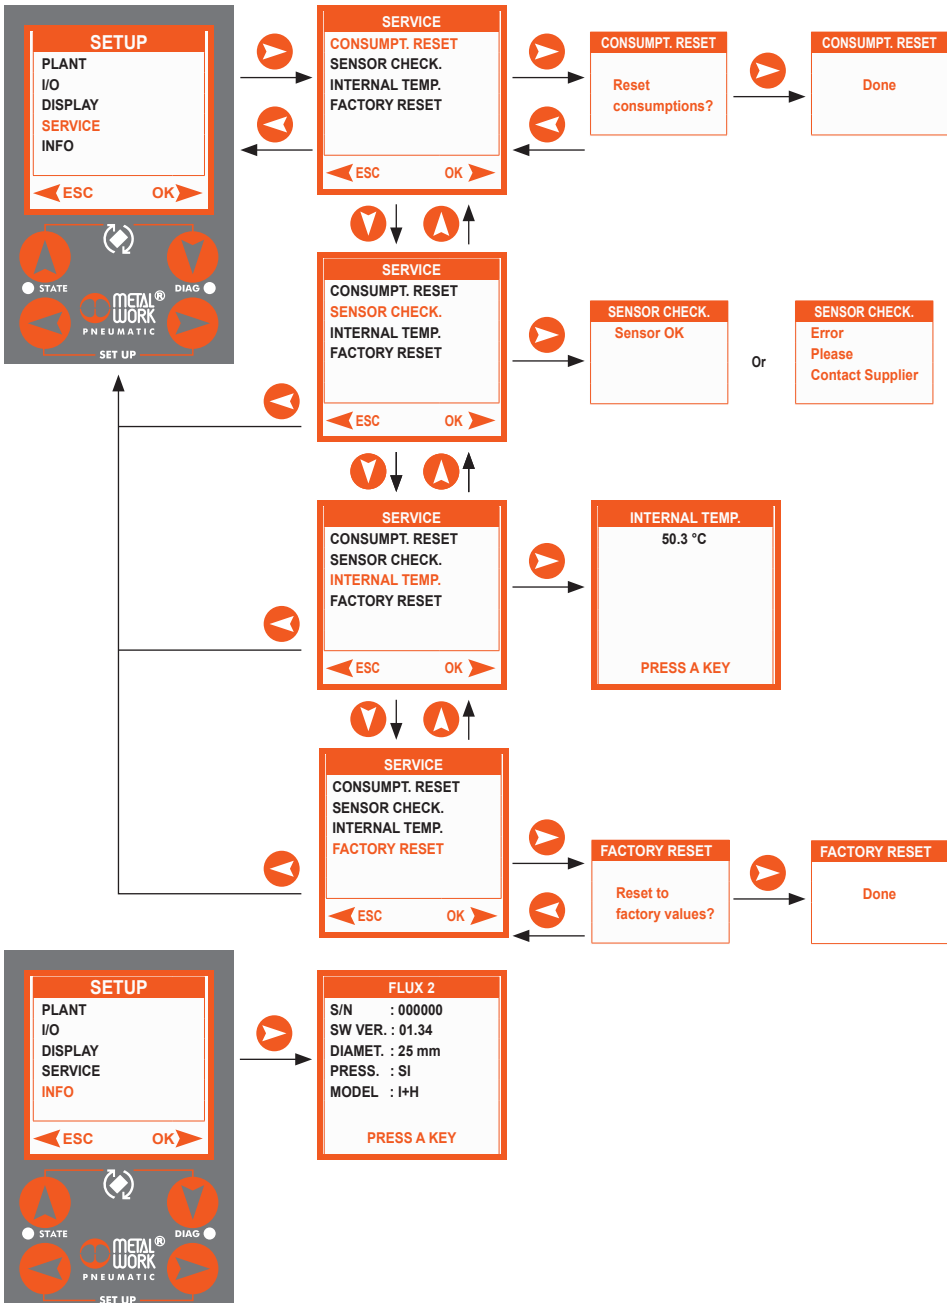 SETUP
PLANT
I/O
DISPLAY
SERVICE
INFO
ESC OK
STATE DIAG
METAL® WORK
PNEUMATIC
SET UP
SERVICE
CONSUMPT. RESET
SENSOR CHECK.
INTERNAL TEMP.
FACTORY RESET
ESC OK
CONSUMPT. RESET
Reset
consumptions?
CONSUMPT. RESET
Done
SERVICE
CONSUMPT. RESET
SENSOR CHECK.
INTERNAL TEMP.
FACTORY RESET
ESC OK
SENSOR CHECK.
Sensor OK
Or
SENSOR CHECK.
Error
Please
Contact Supplier
SERVICE
CONSUMPT. RESET
SENSOR CHECK.
INTERNAL TEMP.
FACTORY RESET
ESC OK
INTERNAL TEMP.
50.3 °C
PRESS A KEY
SERVICE
CONSUMPT. RESET
SENSOR CHECK.
INTERNAL TEMP.
FACTORY RESET
ESC OK
FACTORY RESET
Reset to
factory values?
FACTORY RESET
Done
SETUP
PLANT
I/O
DISPLAY
SERVICE
INFO
ESC OK
STATE DIAG
METAL® WORK
PNEUMATIC
SET UP
FLUX 2
S/N : 000000
SW VER. : 01.34
DIAMET. : 25 mm
PRESS. : SI
MODEL : I+H
PRESS A KEY